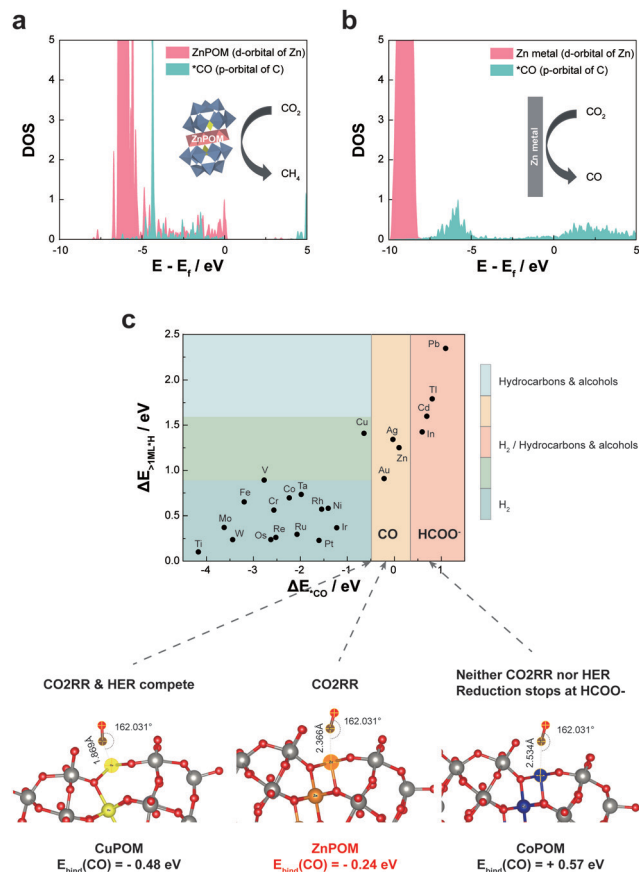 a
b
5
4
3
2
1
0
DOS
ZnPOM (d-orbital of Zn)
*CO (p-orbital of C)
ZnPOM
CO2
CH4
-10
-5
0
5
E - Ef / eV
5
4
3
2
1
0
DOS
Zn metal (d-orbital of Zn)
*CO (p-orbital of C)
Zn metal
CO2
CO
-10
-5
0
5
E - Ef / eV
c
2.5
2.0
1.5
1.0
0.5
0.0
ΔE>1ML*H / eV
Pb
Tl
Cd
In
Cu
Ag
Zn
Au
V
Fe
Cr
Co
Ta
Rh
Ni
Mo
W
Os
Re
Ru
Pt
Ir
Ti
CO
HCOO-
-4
-3
-2
-1
0
1
ΔE*CO / eV
Hydrocarbons & alcohols
H2 / Hydrocarbons & alcohols
H2
CO2RR & HER compete
CO2RR
Neither CO2RR nor HER
Reduction stops at HCOO-
1.869Å
162.031°
2.366Å
162.031°
2.534Å
162.031°
CuPOM
Ebind(CO) = - 0.48 eV
ZnPOM
Ebind(CO) = - 0.24 eV
CoPOM
Ebind(CO) = + 0.57 eV